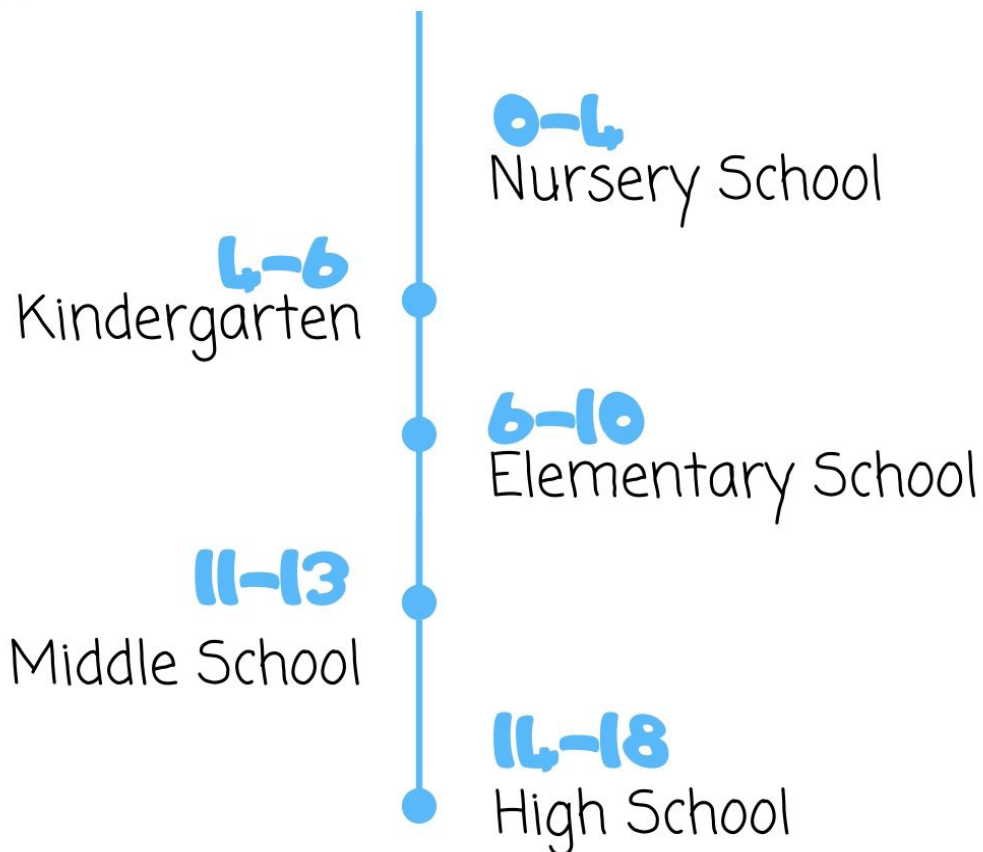 0-4
Nursery School
4-6
Kindergarten
6-10
Elementary School
11-13
Middle School
14-18
High School